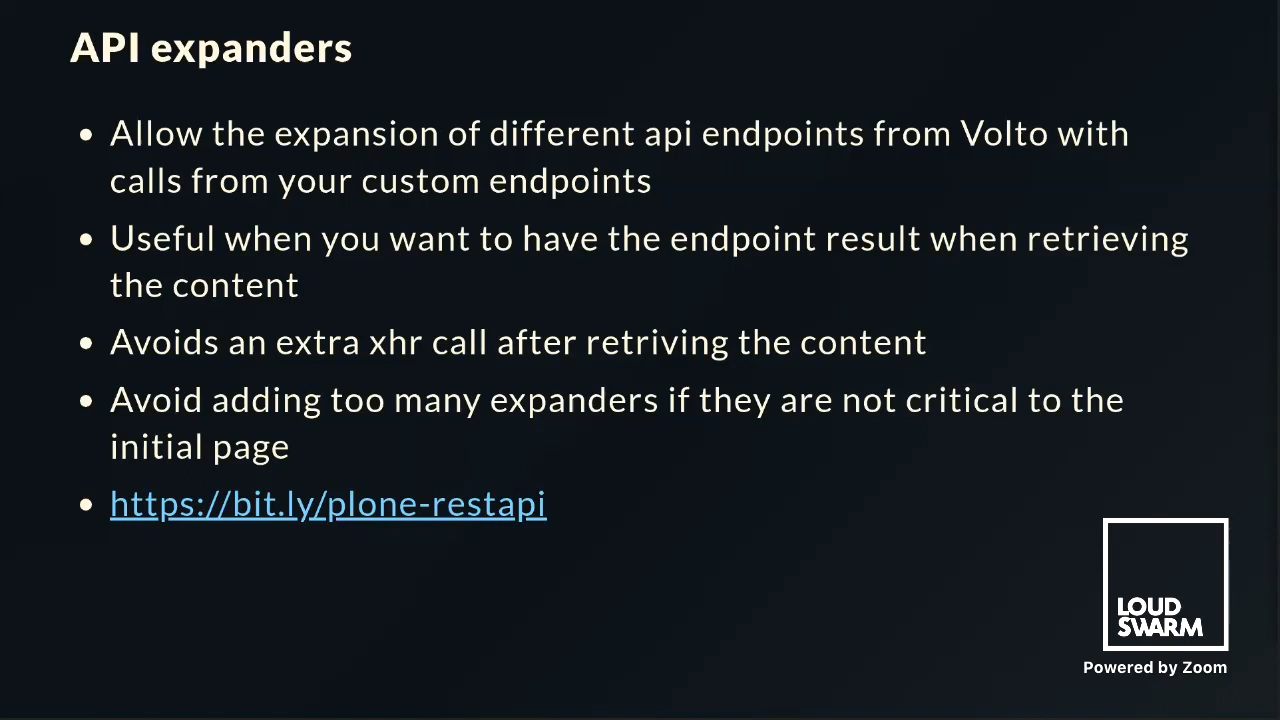 API expanders
• Allow the expansion of different api endpoints from Volto with
calls from your custom endpoints
• Useful when you want to have the endpoint result when retrieving
the content
• Avoids an extra xhr call after retriving the content
• Avoid adding too many expanders if they are not critical to the
initial page
• https://bit.ly/plone-restapi
LOUD
SWARM
Powered by Zoom